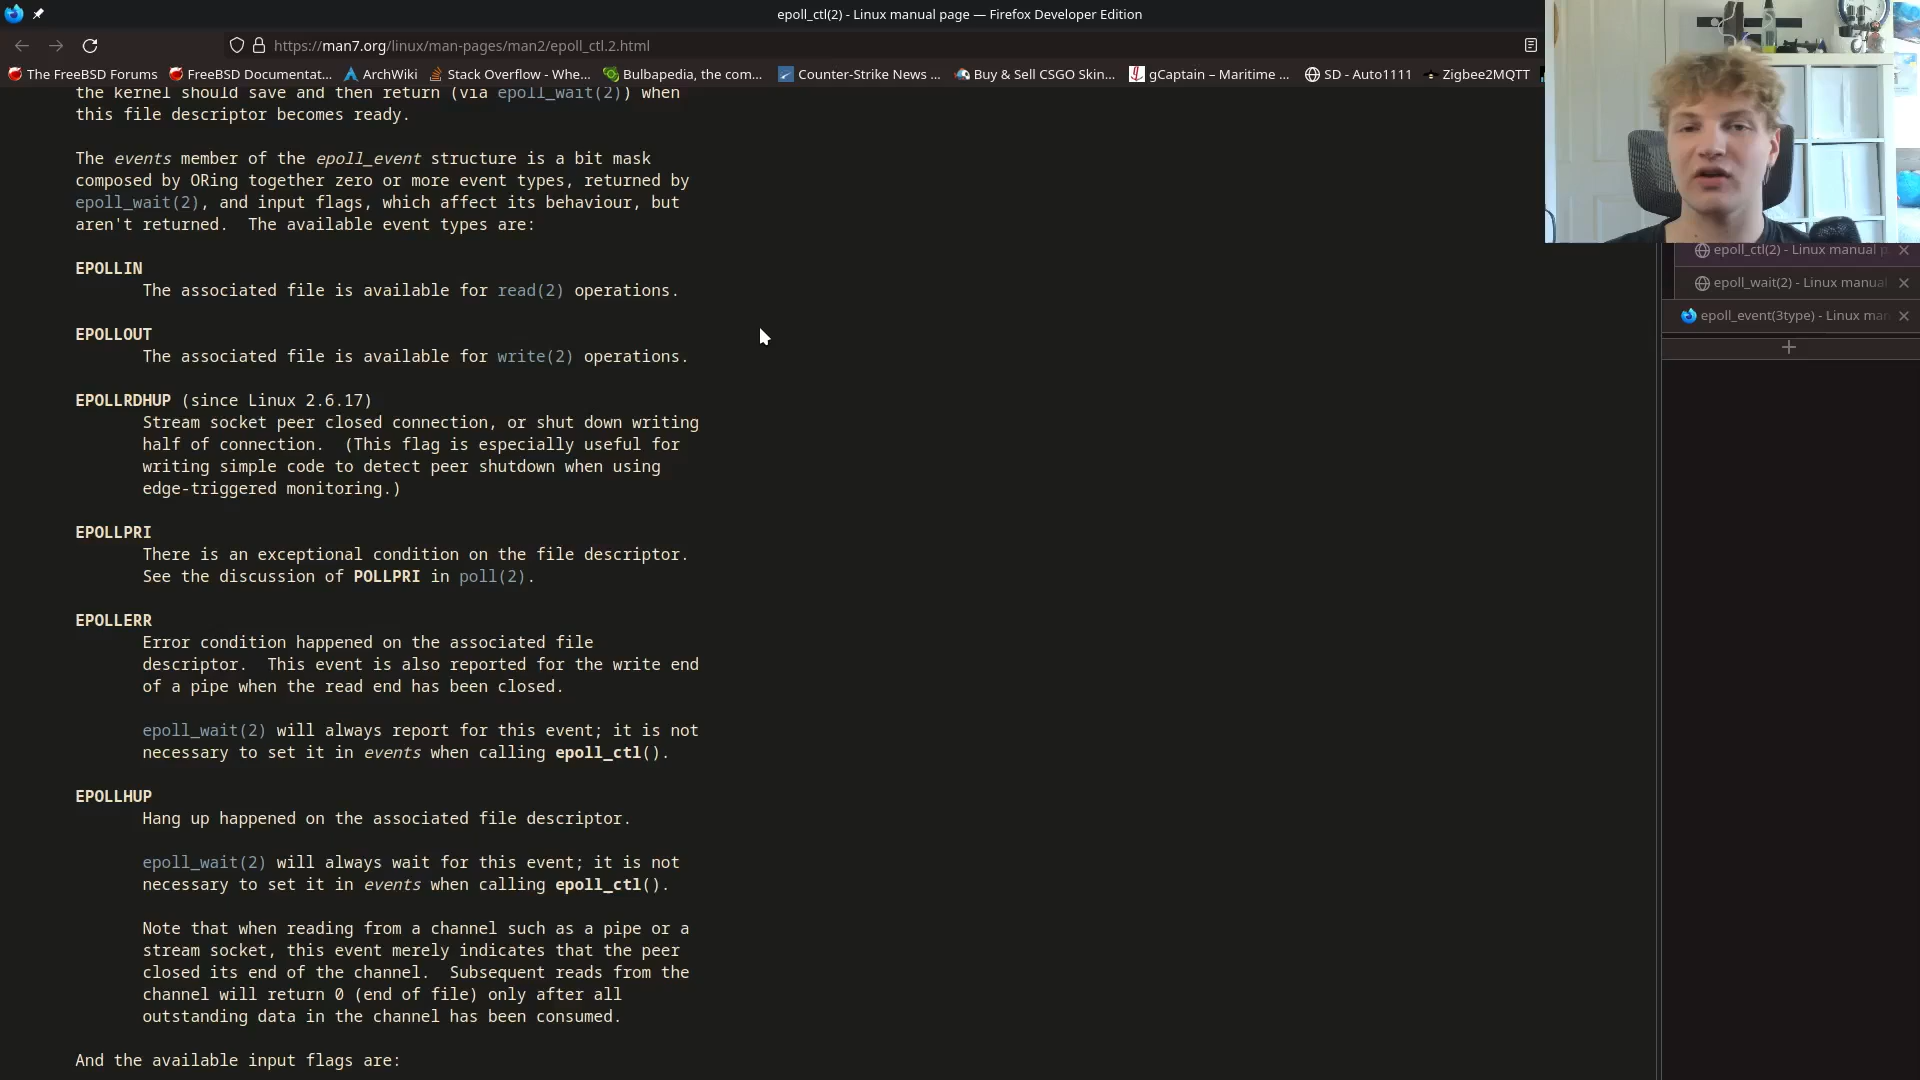 epoll_ctl(2) - Linux manual page — Firefox Developer Edition
https://man7.org/linux/man-pages/man2/epoll_ctl.2.html
The FreeBSD Forums FreeBSD Documentat... ArchWiki Stack Overflow - Whe... Bulbapedia, the com... Counter-Strike News ... Buy & Sell CSGO Skin... gCaptain – Maritime ... SD - Auto1111 Zigbee2MQTT
the kernel should save and then return (via epoll_wait(2)) when
this file descriptor becomes ready.
The events member of the epoll_event structure is a bit mask
composed by ORing together zero or more event types, returned by
epoll_wait(2), and input flags, which affect its behaviour, but
aren't returned.  The available event types are:
EPOLLIN
The associated file is available for read(2) operations.
EPOLLOUT
The associated file is available for write(2) operations.
EPOLLRDHUP (since Linux 2.6.17)
Stream socket peer closed connection, or shut down writing
half of connection.  (This flag is especially useful for
writing simple code to detect peer shutdown when using
edge-triggered monitoring.)
EPOLLPRI
There is an exceptional condition on the file descriptor.
See the discussion of POLLPRI in poll(2).
EPOLLERR
Error condition happened on the associated file
descriptor.  This event is also reported for the write end
of a pipe when the read end has been closed.
epoll_wait(2) will always report for this event; it is not
necessary to set it in events when calling epoll_ctl().
EPOLLHUP
Hang up happened on the associated file descriptor.
epoll_wait(2) will always wait for this event; it is not
necessary to set it in events when calling epoll_ctl().
Note that when reading from a channel such as a pipe or a
stream socket, this event merely indicates that the peer
closed its end of the channel.  Subsequent reads from the
channel will return 0 (end of file) only after all
outstanding data in the channel has been consumed.
And the available input flags are:
epoll_ctl(2) - Linux manual p
epoll_wait(2) - Linux manual
epoll_event(3type) - Linux man